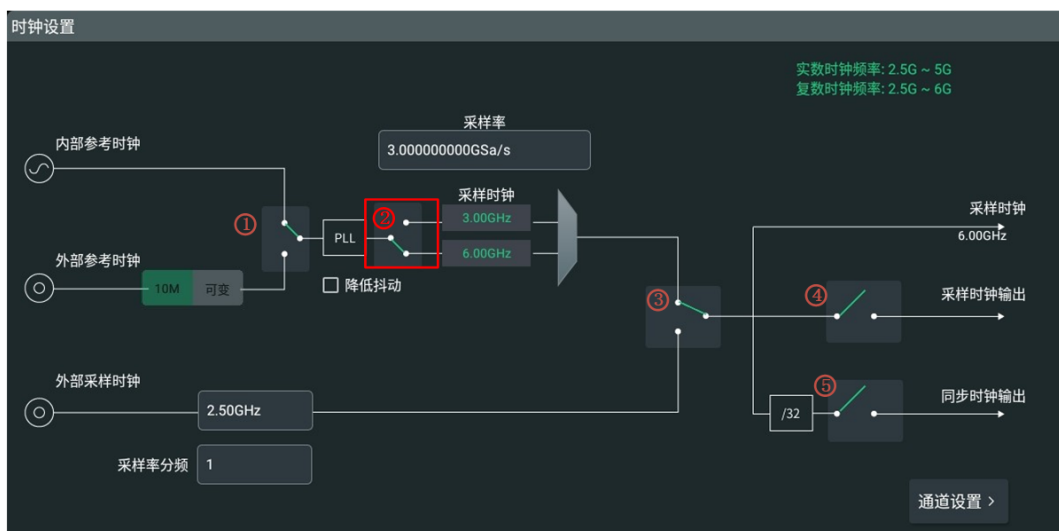 时钟设置
实数时钟频率: 2.5G ~ 5G
复数时钟频率: 2.5G ~ 6G
采样率
3.000000000GSa/s
内部参考时钟
采样时钟
①
②
3.00GHz
PLL
6.00GHz
降低抖动
外部参考时钟
10M
可变
采样时钟
6.00GHz
③
④
采样时钟输出
外部采样时钟
2.50GHz
采样率分频
1
⑤
/32
同步时钟输出
通道设置 >